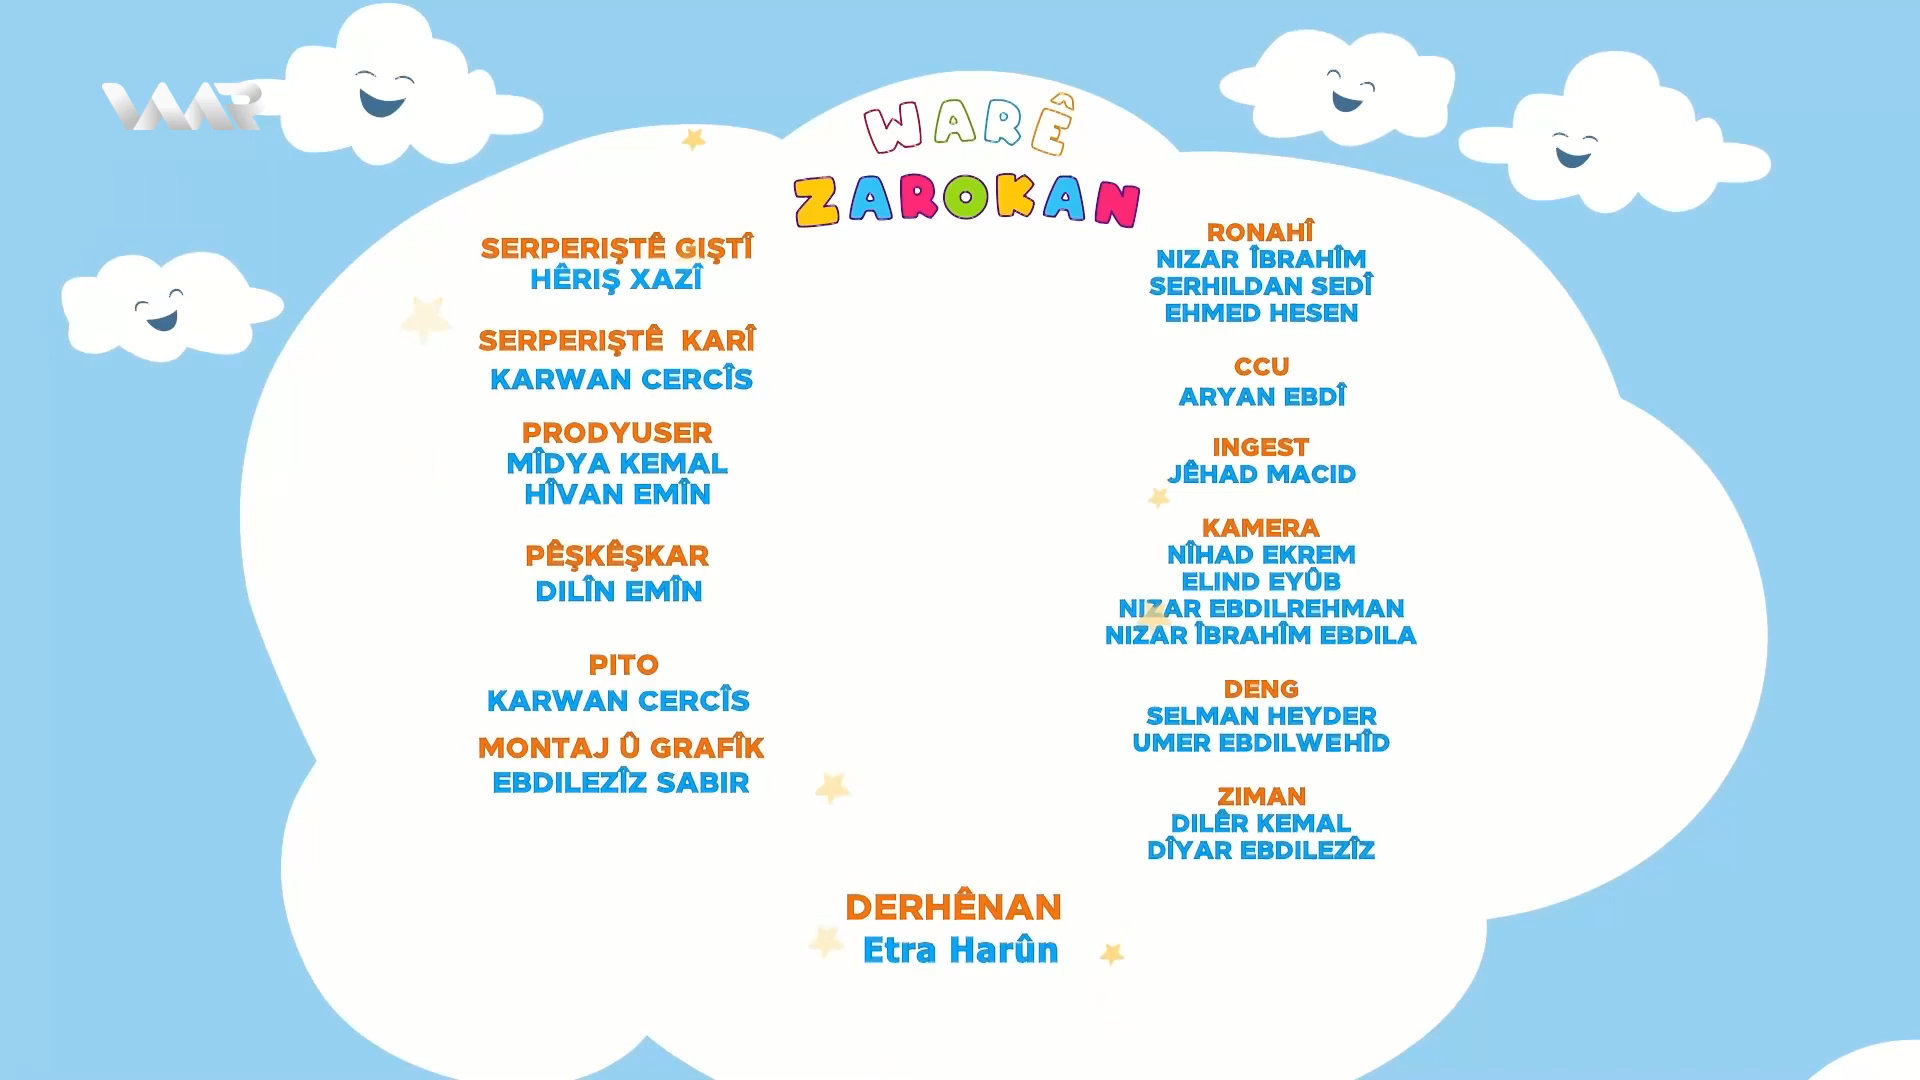 WAAR
WARÊ
ZAROKAN
SERPERIŞTÊ GIŞTÎ
HÊRIŞ XAZÎ
SERPERIŞTÊ KARÎ
KARWAN CERCÎS
PRODYUSER
MÎDYA KEMAL
HÎVAN EMÎN
PÊŞKÊŞKAR
DILÎN EMÎN
PITO
KARWAN CERCÎS
MONTAJ Û GRAFÎK
EBDILEZÎZ SABIR
RONAHÎ
NIZAR ÎBRAHÎM
SERHILDAN SEDÎ
EHMED HESEN
CCU
ARYAN EBDÎ
INGEST
JÊHAD MACID
KAMERA
NÎHAD EKREM
ELIND EYÛB
NIZAR EBDILREHMAN
NIZAR ÎBRAHÎM EBDILA
DENG
SELMAN HEYDER
UMER EBDILWEHÎD
ZIMAN
DILÊR KEMAL
DÎYAR EBDILEZÎZ
DERHÊNAN
Etra Harûn